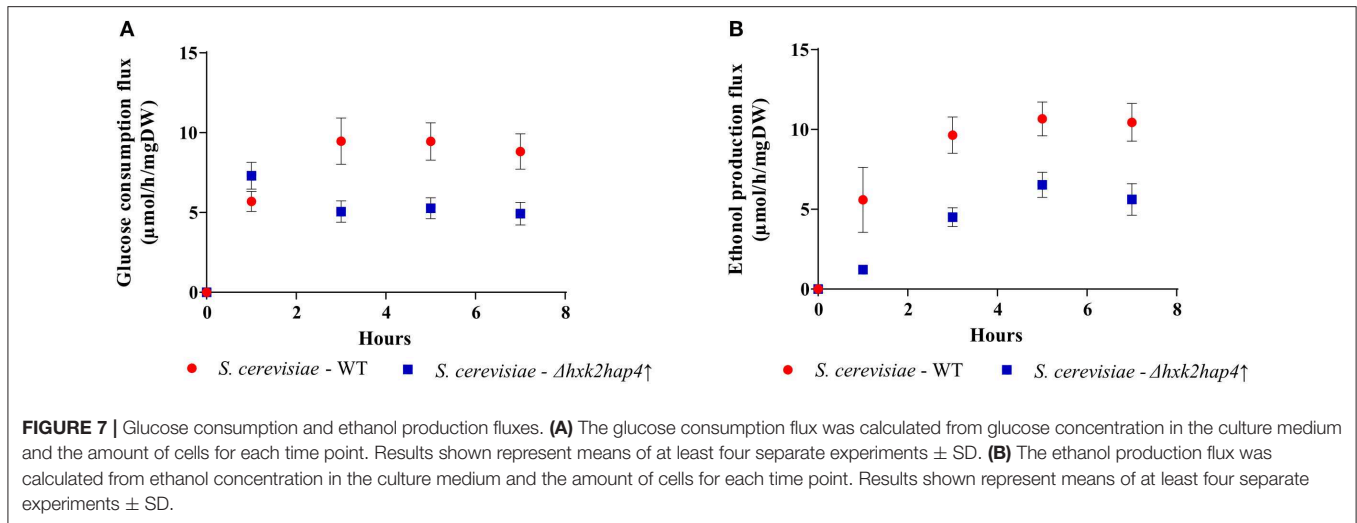 A
15
10
5
0
Glucose consumption flux
(µmol/h/mgDW)
0 2 4 6 8
Hours
S. cerevisiae - WT S. cerevisiae - Δhxk2hap4↑
B
15
10
5
0
Ethonol production flux
(µmol/h/mgDW)
0 2 4 6 8
Hours
S. cerevisiae - WT S. cerevisiae - Δhxk2hap4↑
FIGURE 7 | Glucose consumption and ethanol production fluxes. (A) The glucose consumption flux was calculated from glucose concentration in the culture medium
and the amount of cells for each time point. Results shown represent means of at least four separate experiments ± SD. (B) The ethanol production flux was
calculated from ethanol concentration in the culture medium and the amount of cells for each time point. Results shown represent means of at least four separate
experiments ± SD.